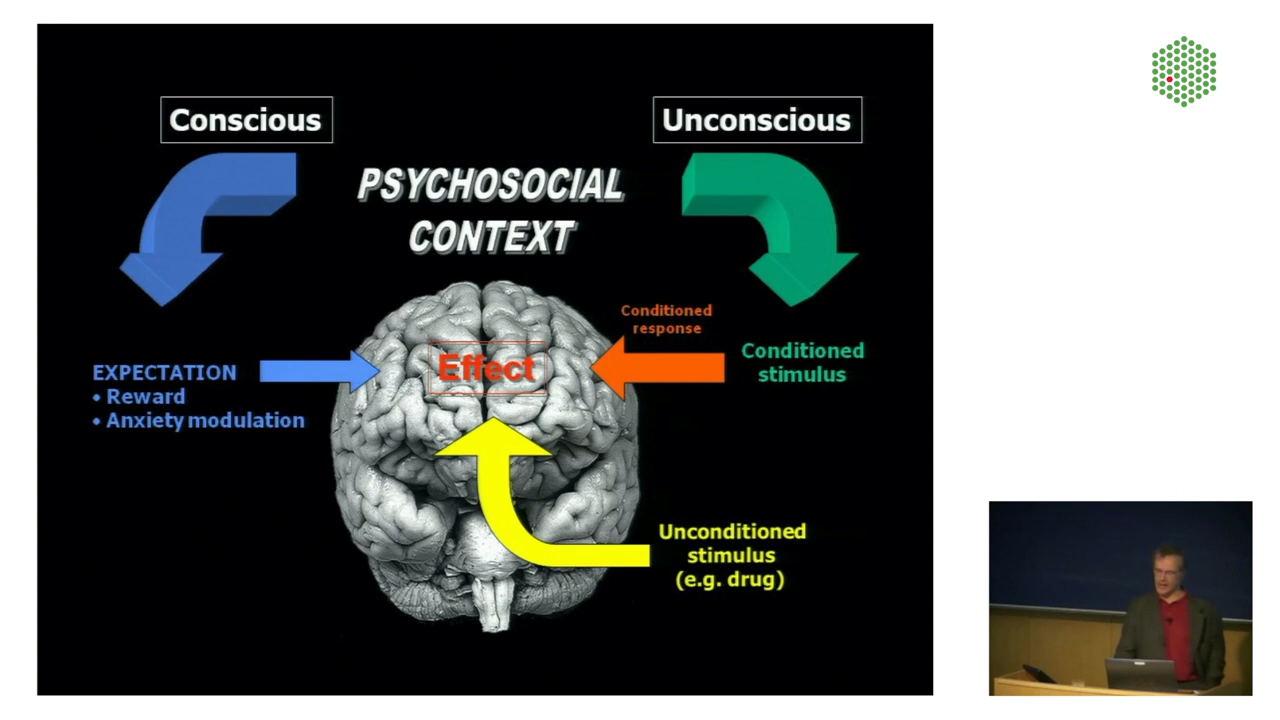 Conscious
Unconscious
PSYCHOSOCIAL
CONTEXT
Conditioned
response
Effect
Conditioned
stimulus
EXPECTATION
• Reward
• Anxiety modulation
Unconditioned
stimulus
(e.g. drug)